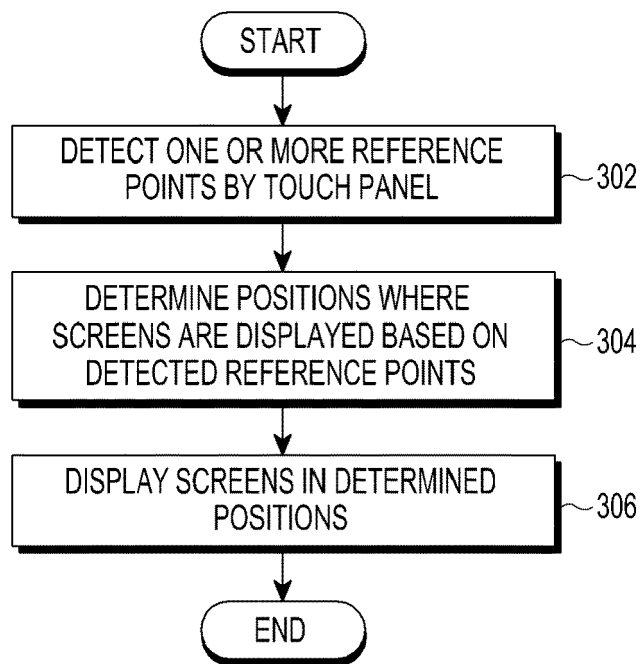 START
DETECT ONE OR MORE REFERENCE
POINTS BY TOUCH PANEL
302
DETERMINE POSITIONS WHERE
SCREENS ARE DISPLAYED BASED ON
DETECTED REFERENCE POINTS
304
DISPLAY SCREENS IN DETERMINED
POSITIONS
306
END